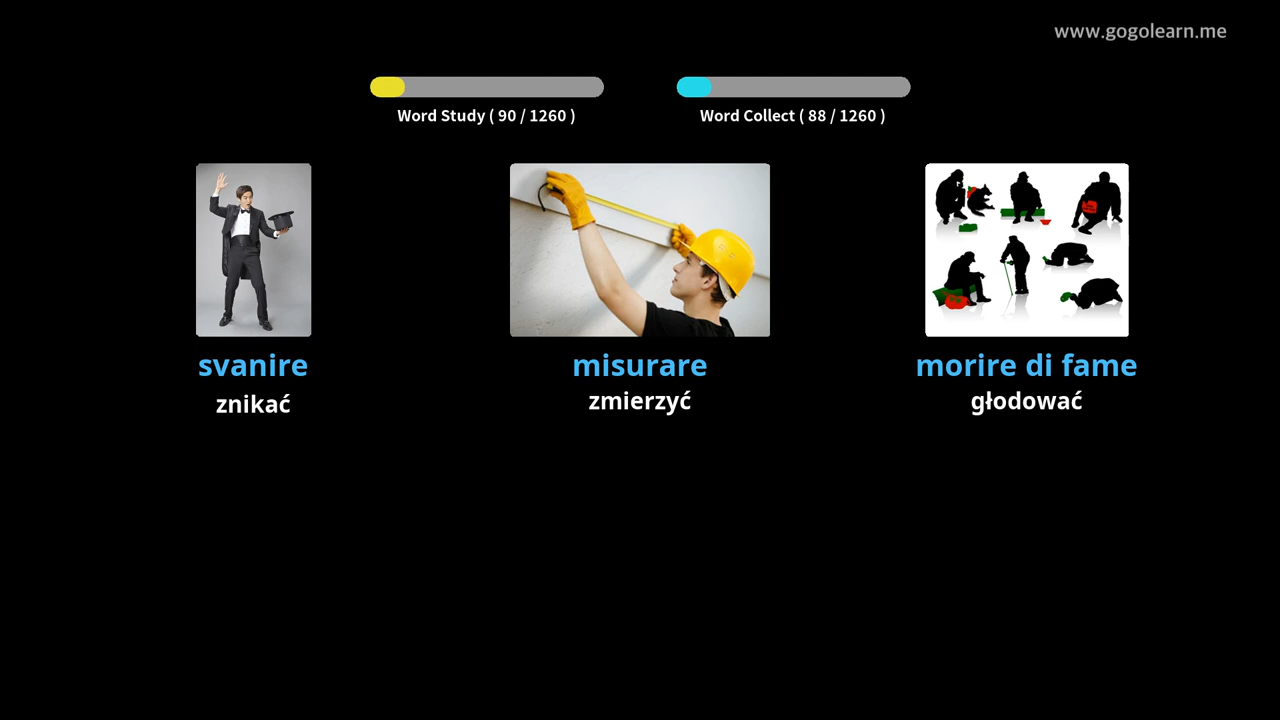 www.gogolearn.me
Word Study ( 90 / 1260 )
Word Collect ( 88 / 1260 )
svanire
znikać
misurare
zmierzyć
morire di fame
głodować